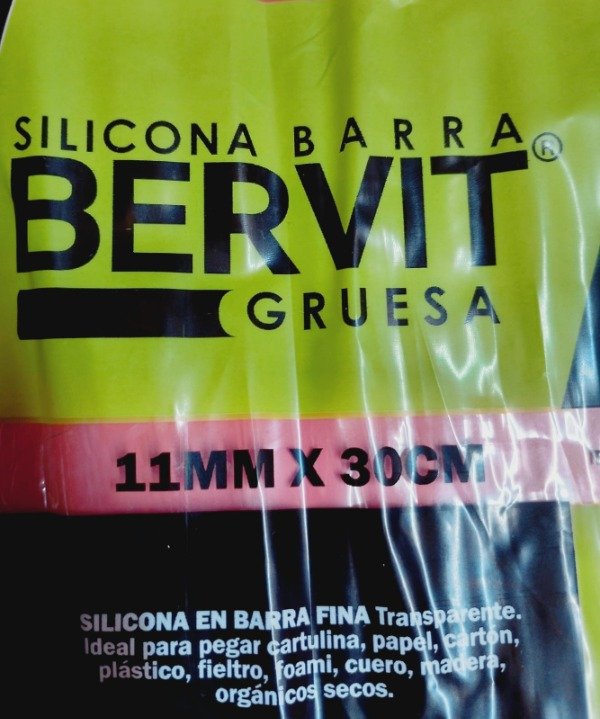 SILICONA BARRA
BERVIT®
GRUESA
11MM X 30CM
SILICONA EN BARRA FINA Transparente.
Ideal para pegar cartulina, papel, cartón,
plástico, fieltro, foami, cuero, madera,
orgánicos secos.